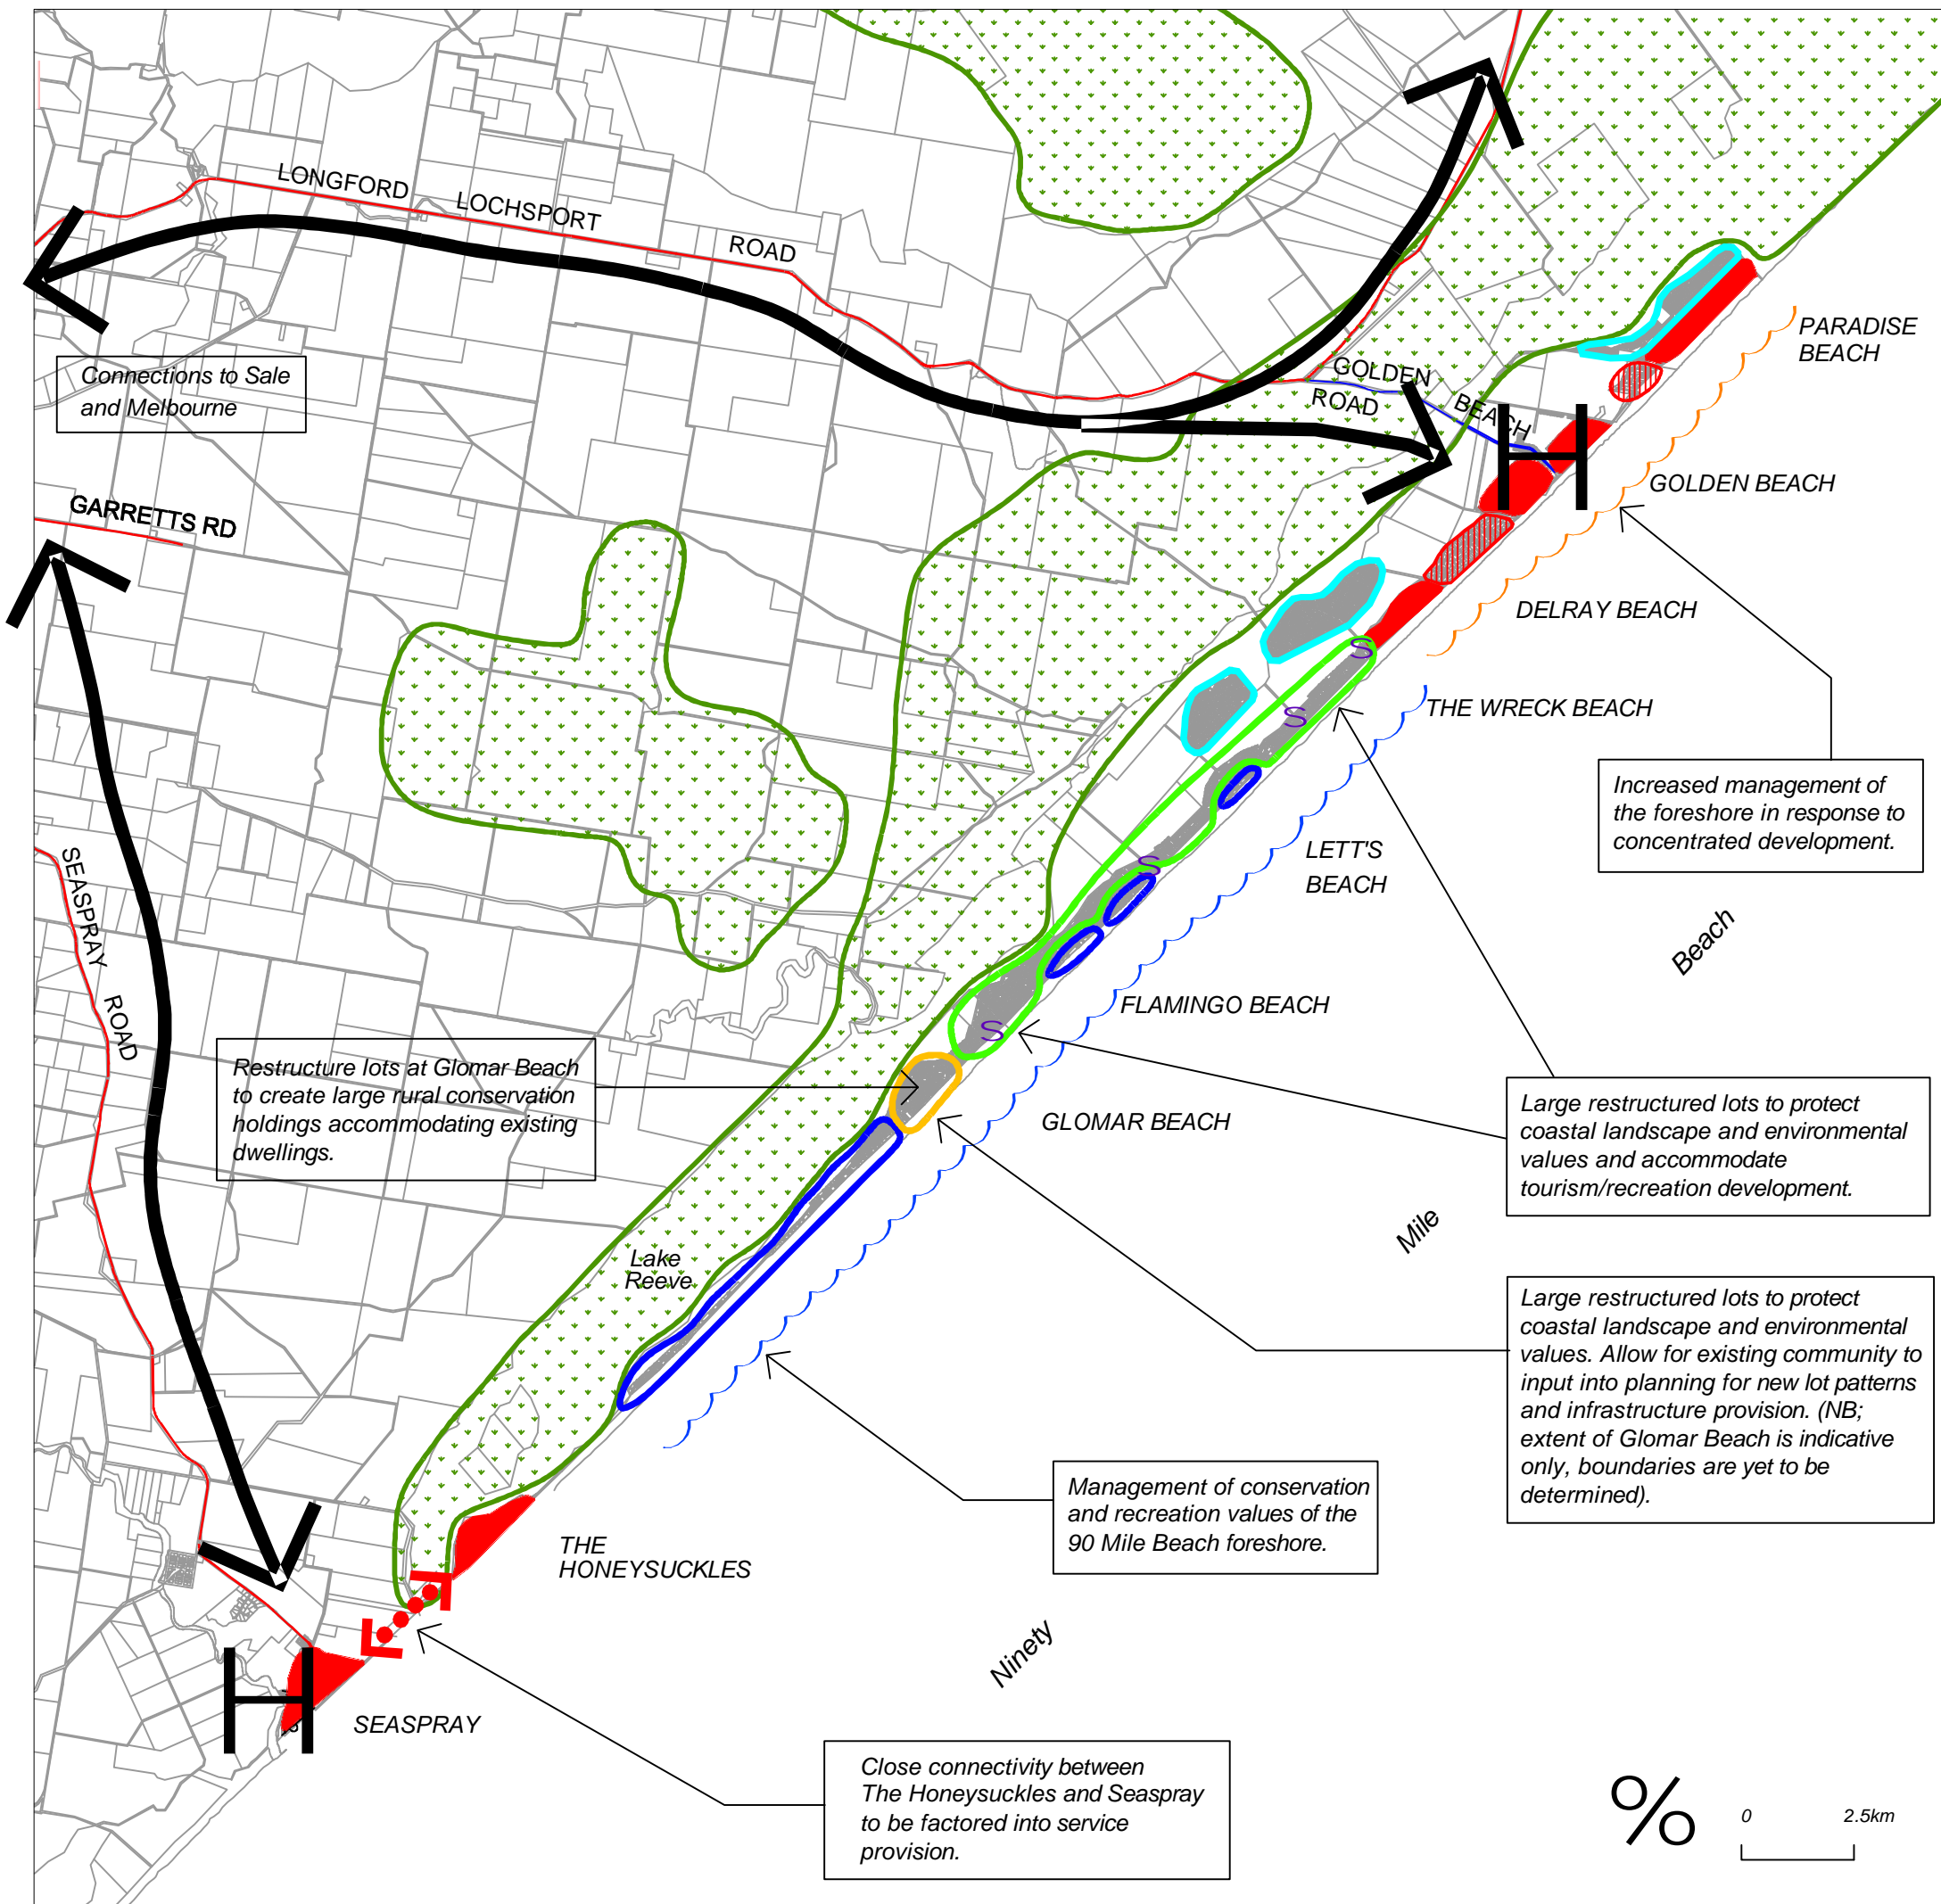 LONGFORD
LOCHSPORT
ROAD
Connections to Sale
and Melbourne
PARADISE
BEACH
GOLDEN
ROAD
BEACH
H
GOLDEN BEACH
GARRETTS RD
DELRAY BEACH
S
THE WRECK BEACH
S
Increased management of
the foreshore in response to
concentrated development.
LETT'S
BEACH
S
SEASPRAY
ROAD
Beach
FLAMINGO BEACH
S
Restructure lots at Glomar Beach
to create large rural conservation
holdings accommodating existing
dwellings.
GLOMAR BEACH
Large restructured lots to protect
coastal landscape and environmental
values and accommodate
tourism/recreation development.
Mile
Lake
Reeve
Large restructured lots to protect
coastal landscape and environmental
values. Allow for existing community to
input into planning for new lot patterns
and infrastructure provision. (NB;
extent of Glomar Beach is indicative
only, boundaries are yet to be
determined).
Management of conservation
and recreation values of the
90 Mile Beach foreshore.
THE
HONEYSUCKLES
Ninety
H
SEASPRAY
Close connectivity between
The Honeysuckles and Seaspray
to be factored into service
provision.
%
0 2.5km